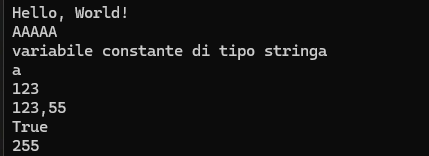 Hello, World!
AAAAA
variabile constante di tipo stringa
a
123
123,55
True
255